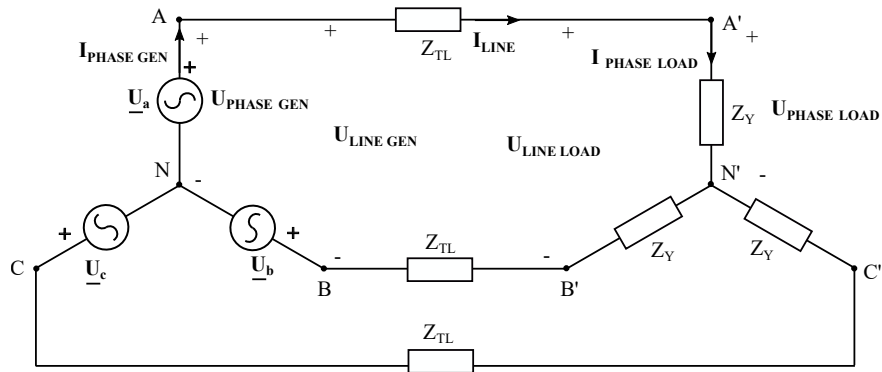 A
+
+
Z_TL
I_LINE
+
A'
+
I_PHASE GEN
+
I_PHASE LOAD
U_a
U_PHASE GEN
Z_Y
U_PHASE LOAD
U_LINE GEN
U_LINE LOAD
N
-
N'
-
+
+
Z_TL
-
-
Z_Y
Z_Y
C
U_c
U_b
B
B'
C'
Z_TL